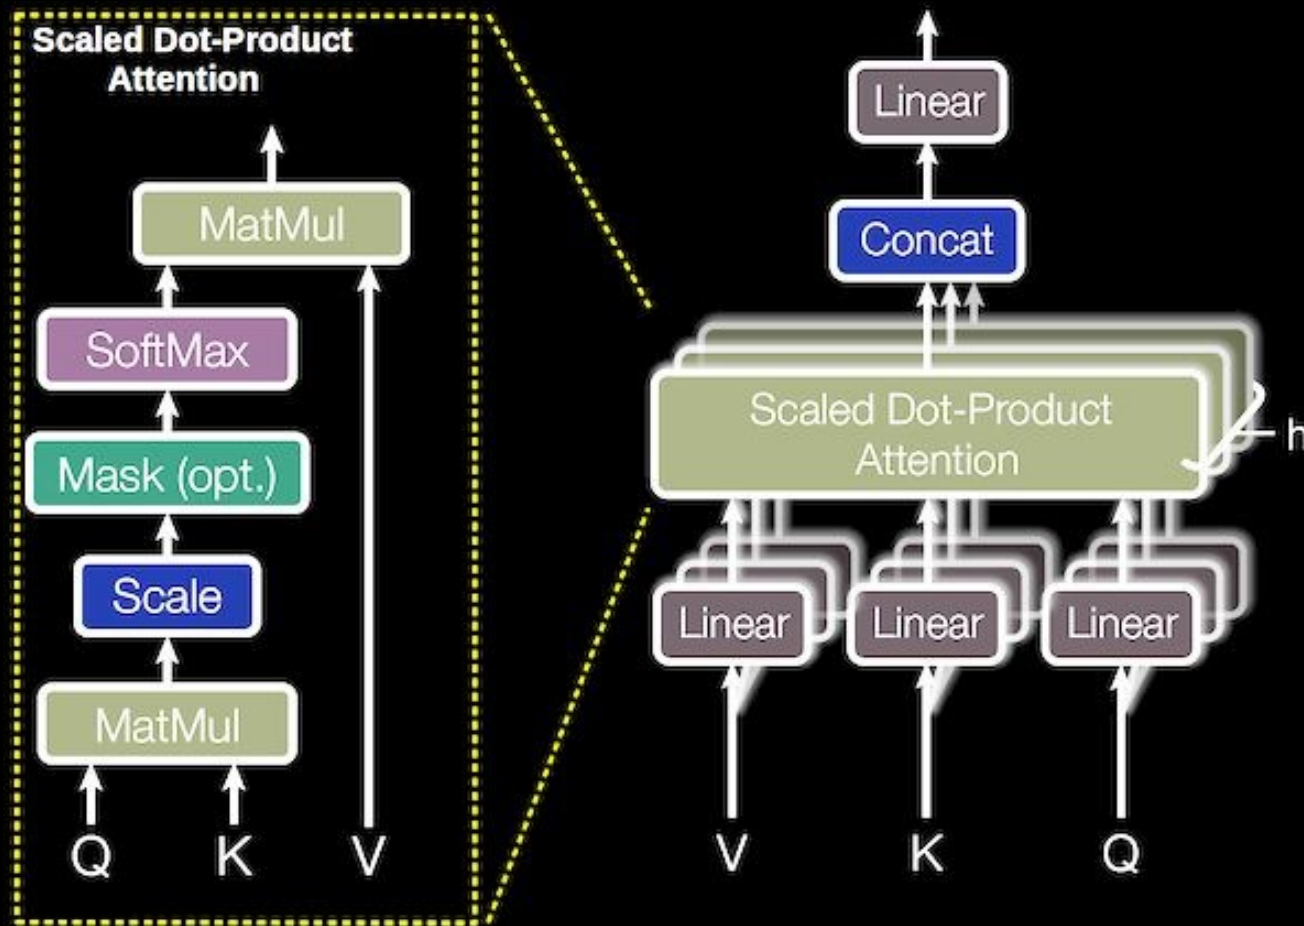 Scaled Dot-Product
Attention
MatMul
SoftMax
Mask (opt.)
Scale
MatMul
Q K V
Linear
Concat
Scaled Dot-Product
Attention
h
Linear Linear Linear
V K Q